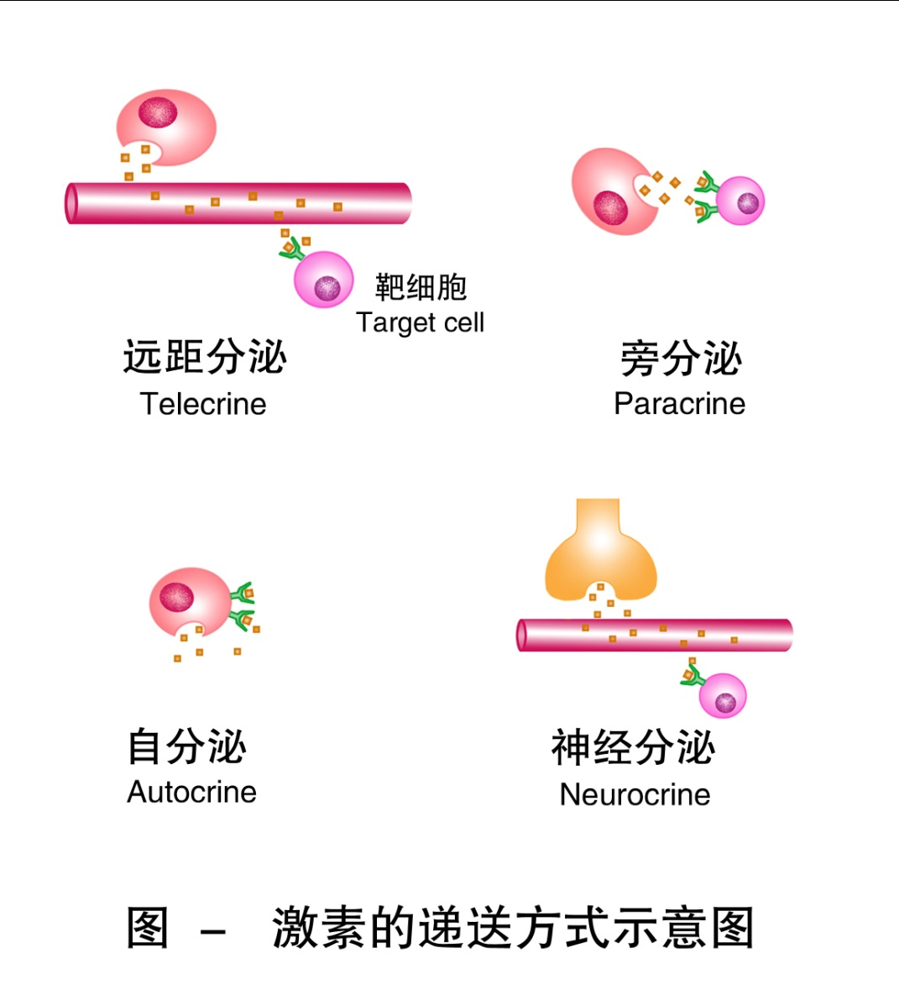 靶细胞
Target cell
远距分泌
Telecrine
旁分泌
Paracrine
自分泌
Autocrine
神经分泌
Neurocrine
图 – 激素的递送方式示意图